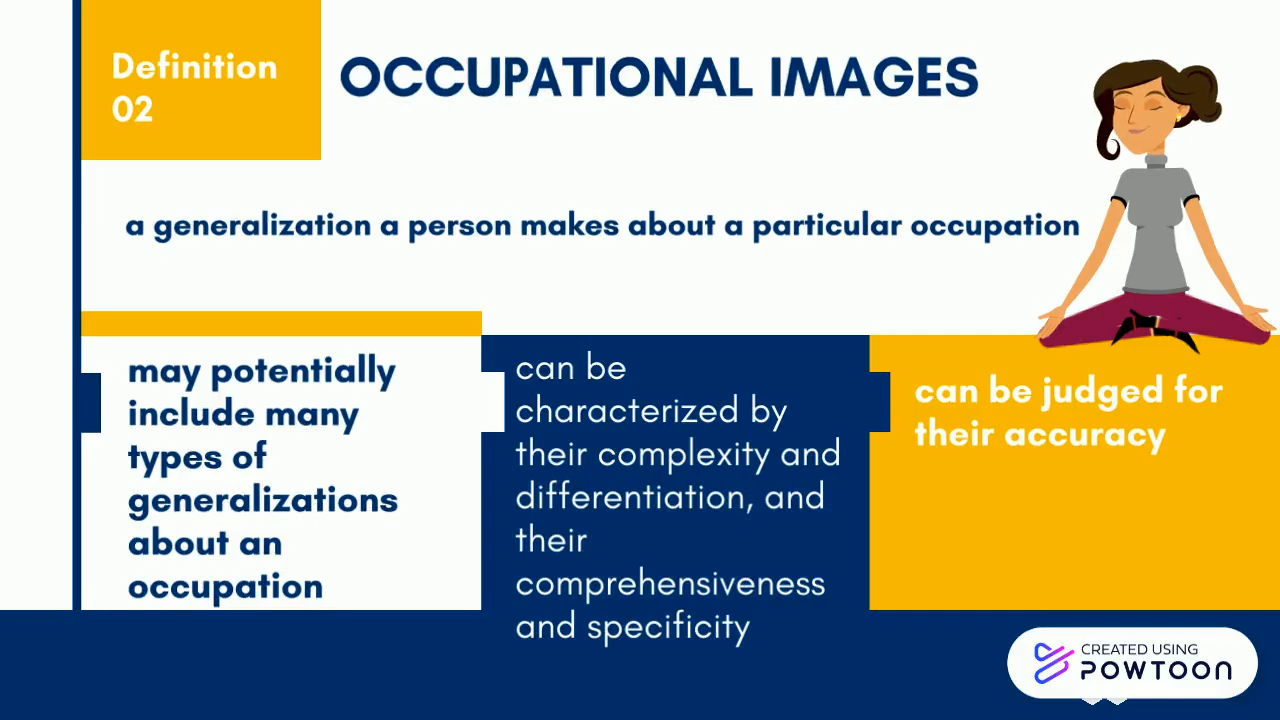 Definition
02
OCCUPATIONAL IMAGES
a generalization a person makes about a particular occupation
may potentially
include many
types of
generalizations
about an
occupation
can be
characterized by
their complexity and
differentiation, and
their
comprehensiveness
and specificity
can be judged for
their accuracy
CREATED USING
POWTOON